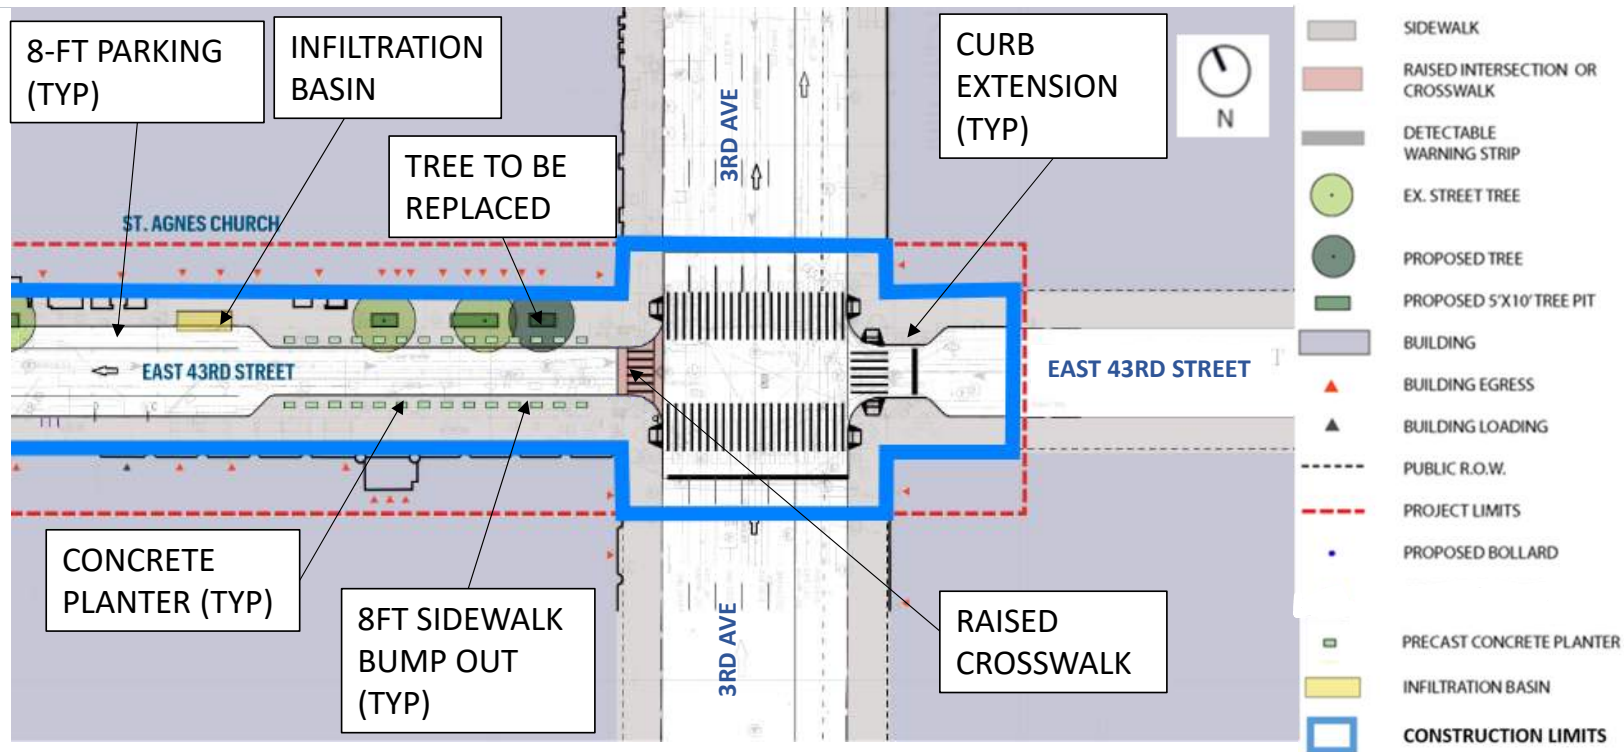 8-FT PARKING
(TYP)
INFILTRATION
BASIN
TREE TO BE
REPLACED
CURB
EXTENSION
(TYP)
N
3RD AVE
ST. AGNES CHURCH
EAST 43RD STREET
EAST 43RD STREET
CONCRETE
PLANTER (TYP)
8FT SIDEWALK
BUMP OUT
(TYP)
3RD AVE
RAISED
CROSSWALK
SIDEWALK
RAISED INTERSECTION OR
CROSSWALK
DETECTABLE
WARNING STRIP
EX. STREET TREE
PROPOSED TREE
PROPOSED 5'X10' TREE PIT
BUILDING
BUILDING EGRESS
BUILDING LOADING
PUBLIC R.O.W.
PROJECT LIMITS
PROPOSED BOLLARD
PRECAST CONCRETE PLANTER
INFILTRATION BASIN
CONSTRUCTION LIMITS